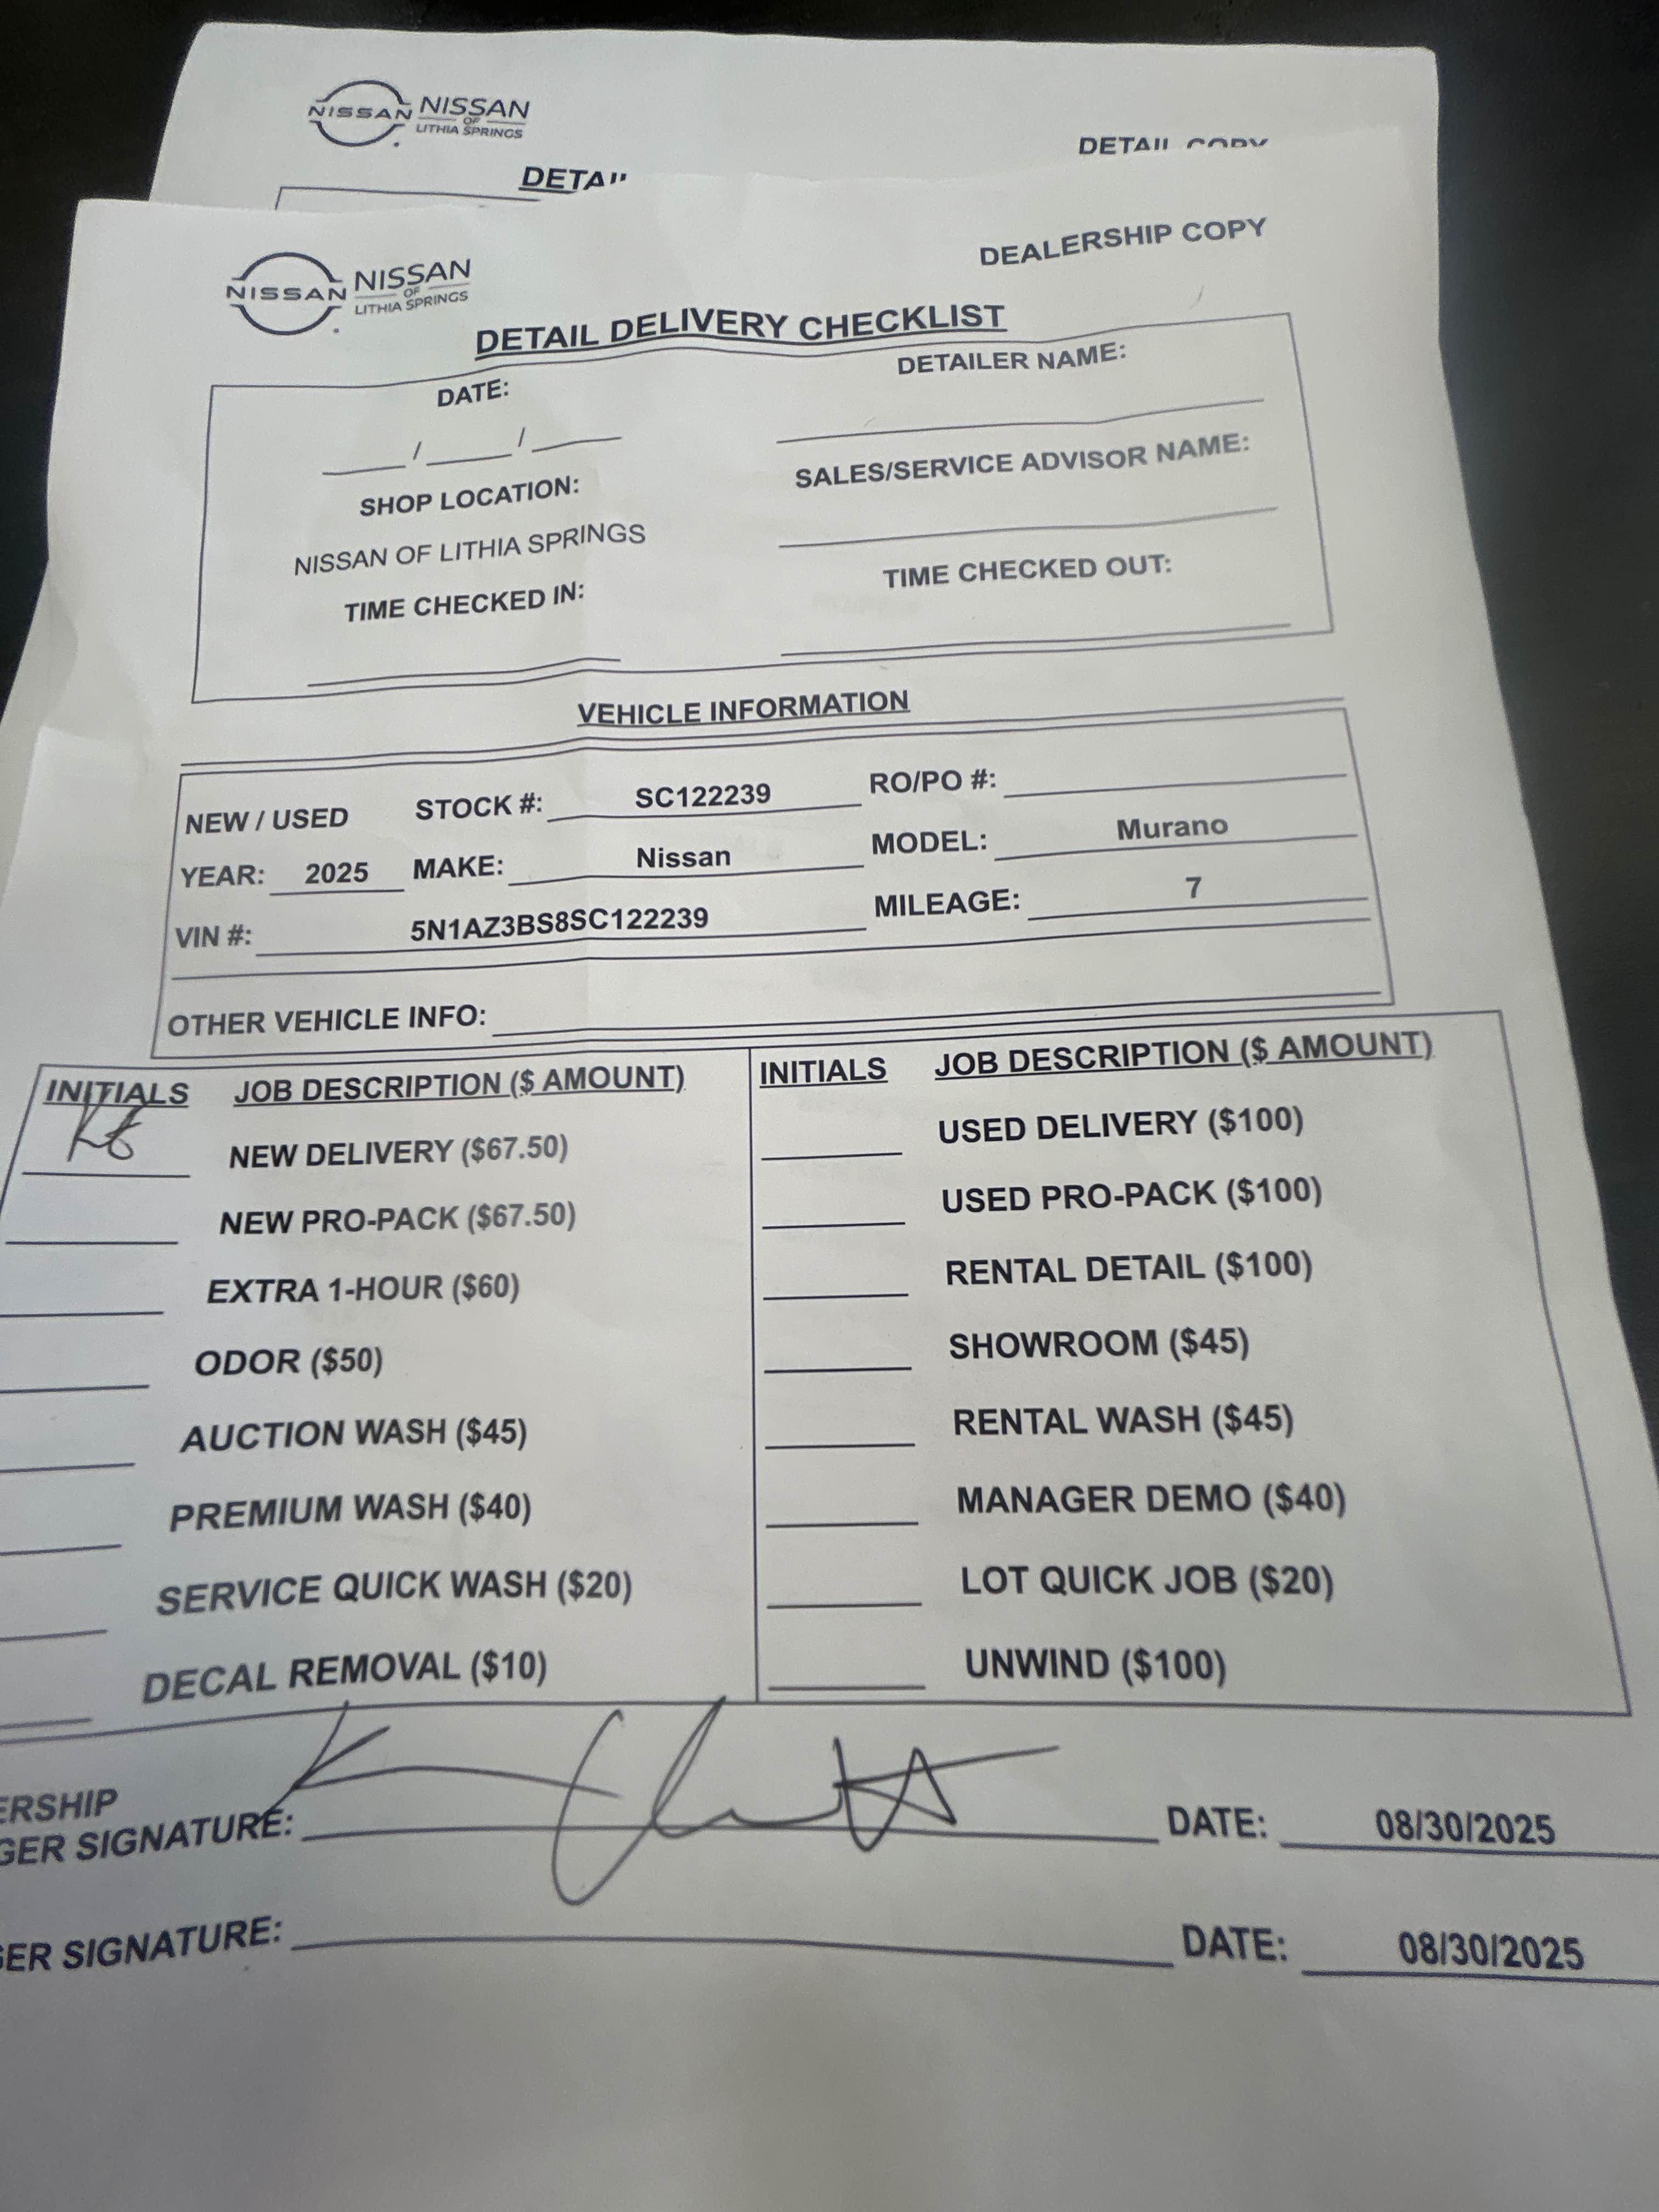 NISSAN NISSAN
OF
LITHIA SPRINGS
DETAIL COPY
NISSAN NISSAN
OF
LITHIA SPRINGS
DEALERSHIP COPY
DETAIL DELIVERY CHECKLIST
DATE: DETAILER NAME:
/ /
SHOP LOCATION: SALES/SERVICE ADVISOR NAME:
NISSAN OF LITHIA SPRINGS
TIME CHECKED IN: TIME CHECKED OUT:
VEHICLE INFORMATION
NEW / USED STOCK #: SC122239 RO/PO #:
YEAR: 2025 MAKE: Nissan MODEL: Murano
VIN #: 5N1AZ3BS8SC122239 MILEAGE: 7
OTHER VEHICLE INFO:
INITIALS JOB DESCRIPTION ($ AMOUNT) INITIALS JOB DESCRIPTION ($ AMOUNT)
NEW DELIVERY ($67.50) USED DELIVERY ($100)
NEW PRO-PACK ($67.50) USED PRO-PACK ($100)
EXTRA 1-HOUR ($60) RENTAL DETAIL ($100)
ODOR ($50) SHOWROOM ($45)
AUCTION WASH ($45) RENTAL WASH ($45)
PREMIUM WASH ($40) MANAGER DEMO ($40)
SERVICE QUICK WASH ($20) LOT QUICK JOB ($20)
DECAL REMOVAL ($10) UNWIND ($100)
ERSHIP
GER SIGNATURE: DATE: 08/30/2025
GER SIGNATURE: DATE: 08/30/2025